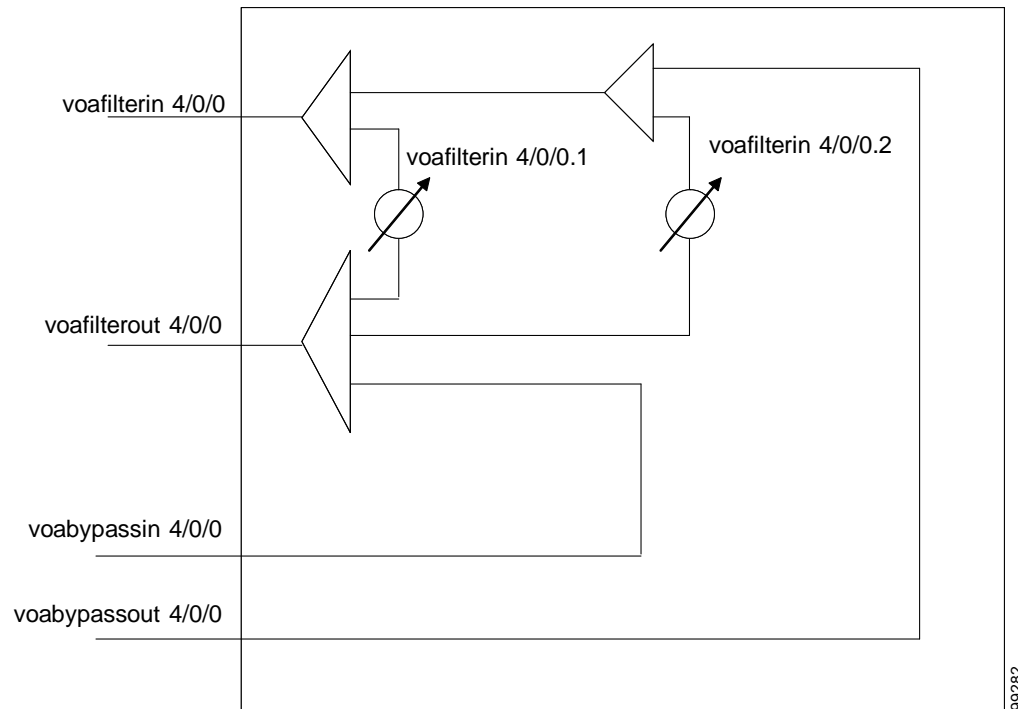 voafilterin 4/0/0
voafilterin 4/0/0.1
voafilterin 4/0/0.2
voafilterout 4/0/0
voabypassin 4/0/0
voabypassout 4/0/0
99282